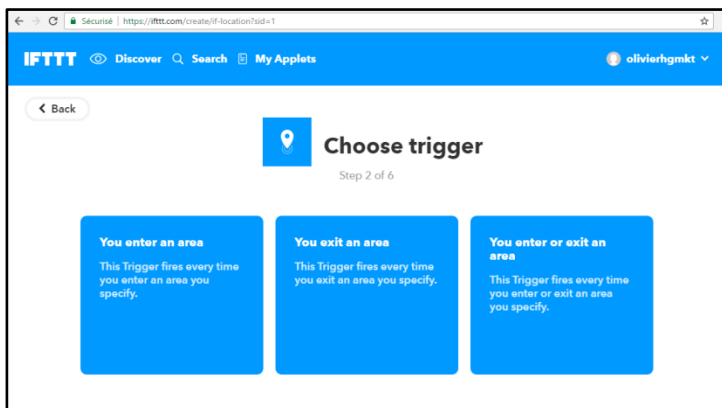 Sécurisé | https://ifttt.com/create/if-location?sid=1
IFTTT Discover Search My Applets olivierhgmkt
Back
Choose trigger
Step 2 of 6
You enter an area
This Trigger fires every time
you enter an area you
specify.
You exit an area
This Trigger fires every time
you exit an area you specify.
You enter or exit an
area
This Trigger fires every time
you enter or exit an area
you specify.